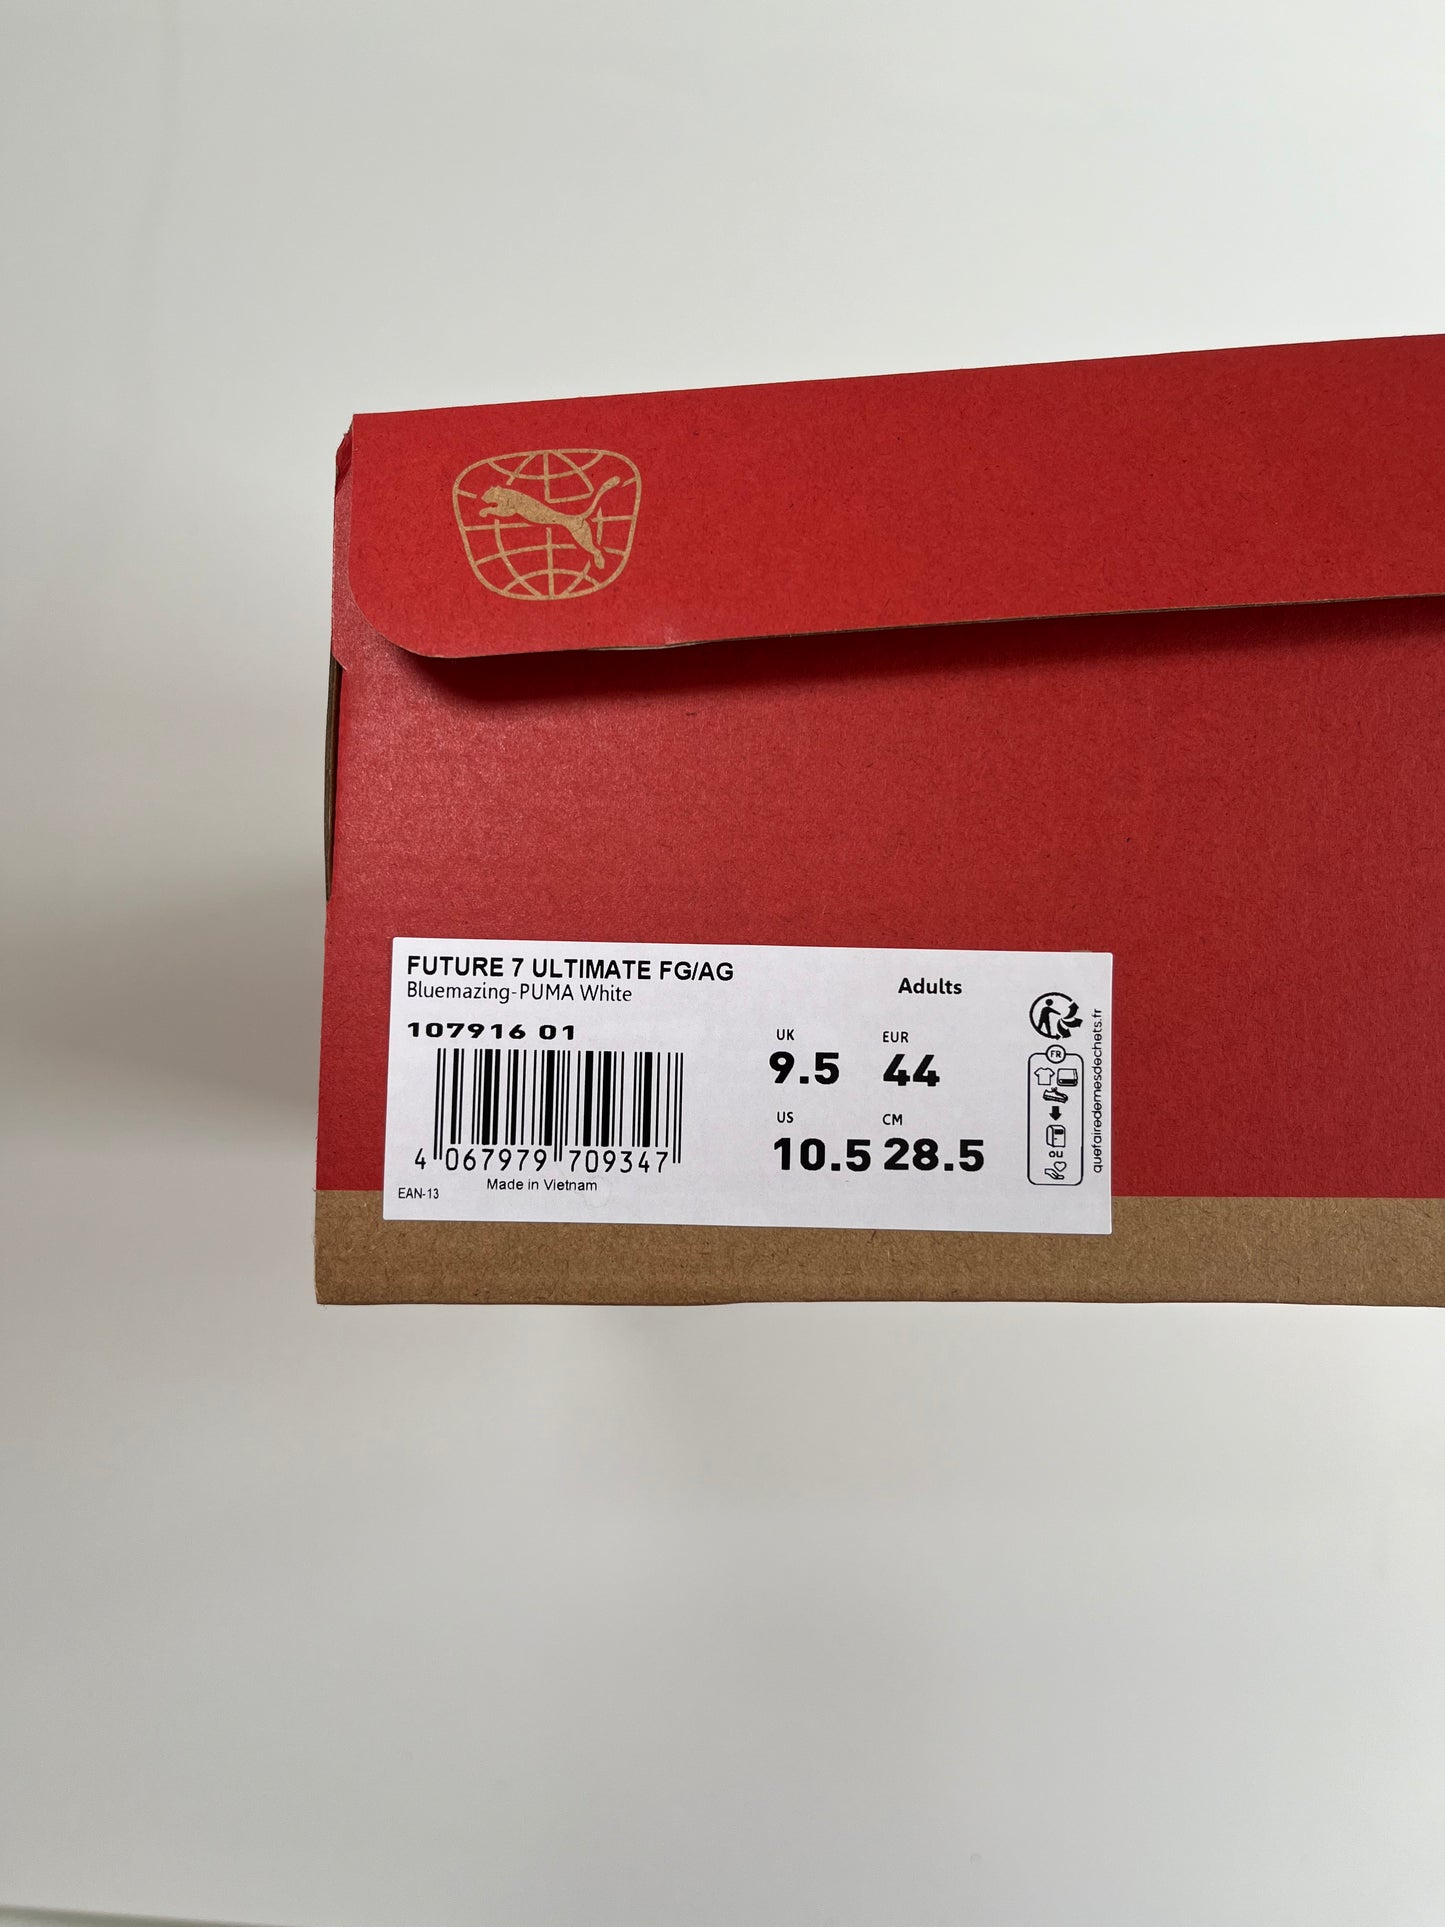 FUTURE 7 ULTIMATE FG/AG
Bluemazing-PUMA White
Adults
107916 01
UK
9.5
EUR
44
US
10.5
CM
28.5
4 067979 709347
Made in Vietnam
EAN-13
FR
OU
quefairedemesdechets.fr